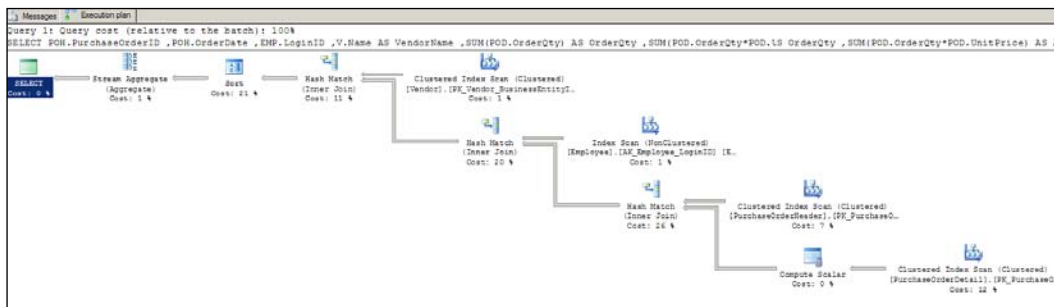 Messages Execution plan
Query 1: Query cost (relative to the batch): 100%
SELECT POH.PurchaseOrderID ,POH.OrderDate ,EMP.LoginID ,V.Name AS VendorName ,SUM(POD.OrderQty) AS OrderQty ,SUM(POD.OrderQty*POD.\S OrderQty ,SUM(POD.OrderQty*POD.UnitPrice) AS
SELECT
Cost: 0 %
Stream Aggregate
(Aggregate)
Cost: 1 %
Sort
Cost: 21 %
Hash Match
(Inner Join)
Cost: 11 %
Clustered Index Scan (Clustered)
[Vendor].[PK_Vendor_BusinessEntityI…
Cost: 1 %
Hash Match
(Inner Join)
Cost: 20 %
Index Scan (NonClustered)
[Employee].[AK_Employee_LoginID] [E…
Cost: 1 %
Hash Match
(Inner Join)
Cost: 26 %
Clustered Index Scan (Clustered)
[PurchaseOrderHeader].[PK_PurchaseO…
Cost: 7 %
Compute Scalar
Cost: 0 %
Clustered Index Scan (Clustered)
[PurchaseOrderDetail].[PK_PurchaseO
Cost: 12 %